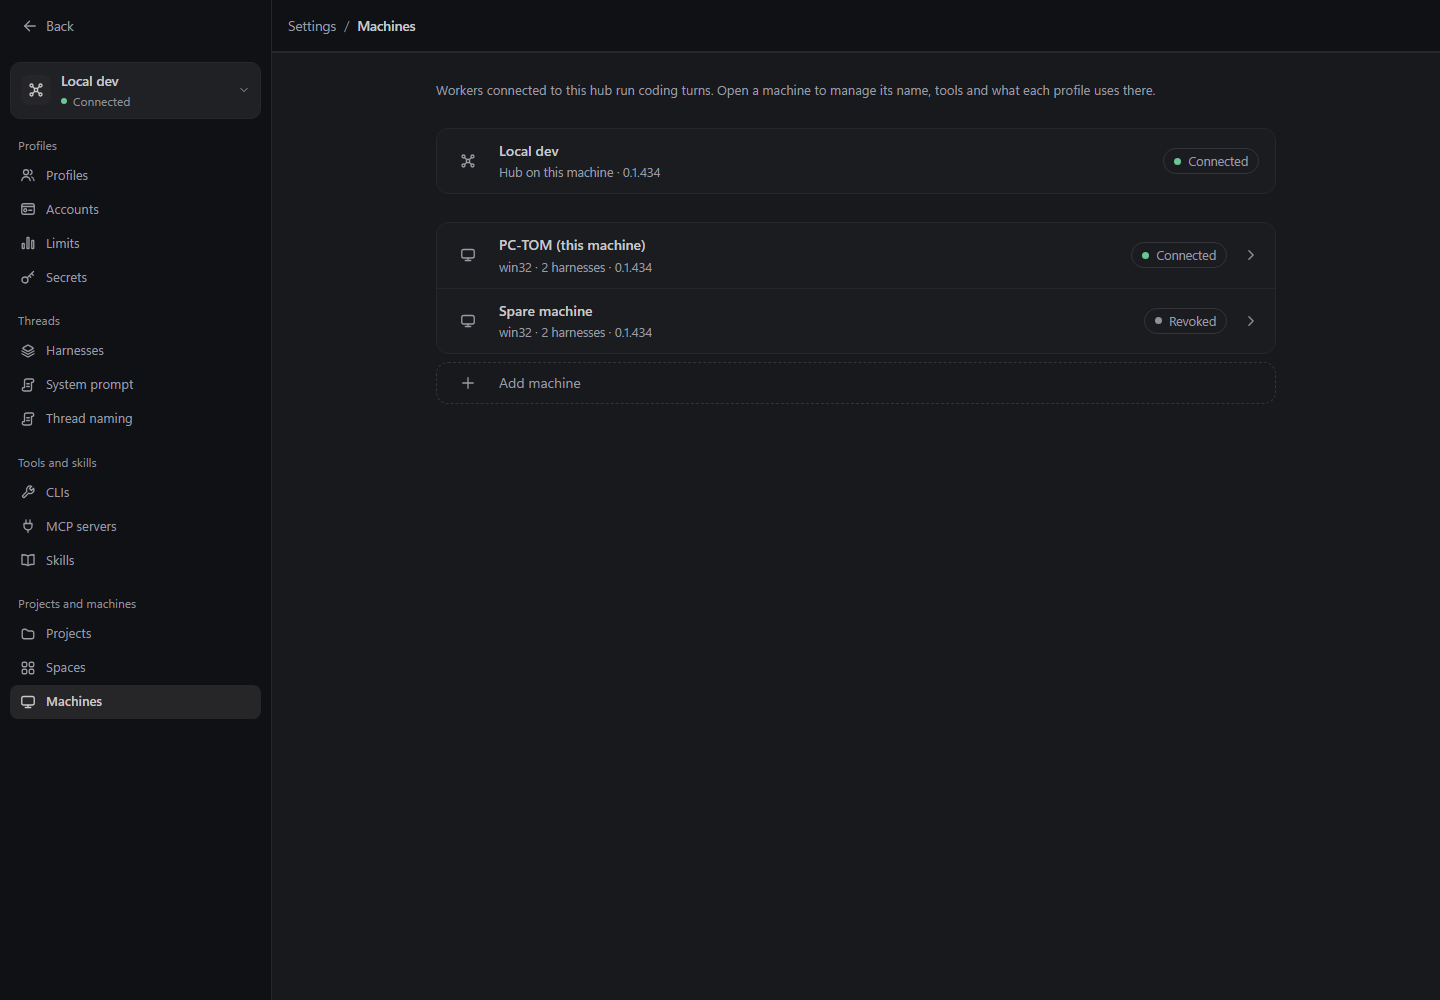 Back
Local dev
Connected
Profiles
Profiles
Accounts
Limits
Secrets
Threads
Harnesses
System prompt
Thread naming
Tools and skills
CLIs
MCP servers
Skills
Projects and machines
Projects
Spaces
Machines
Settings / Machines
Workers connected to this hub run coding turns. Open a machine to manage its name, tools and what each profile uses there.
Local dev
Hub on this machine · 0.1.434
Connected
PC-TOM (this machine)
win32 · 2 harnesses · 0.1.434
Connected
Spare machine
win32 · 2 harnesses · 0.1.434
Revoked
Add machine